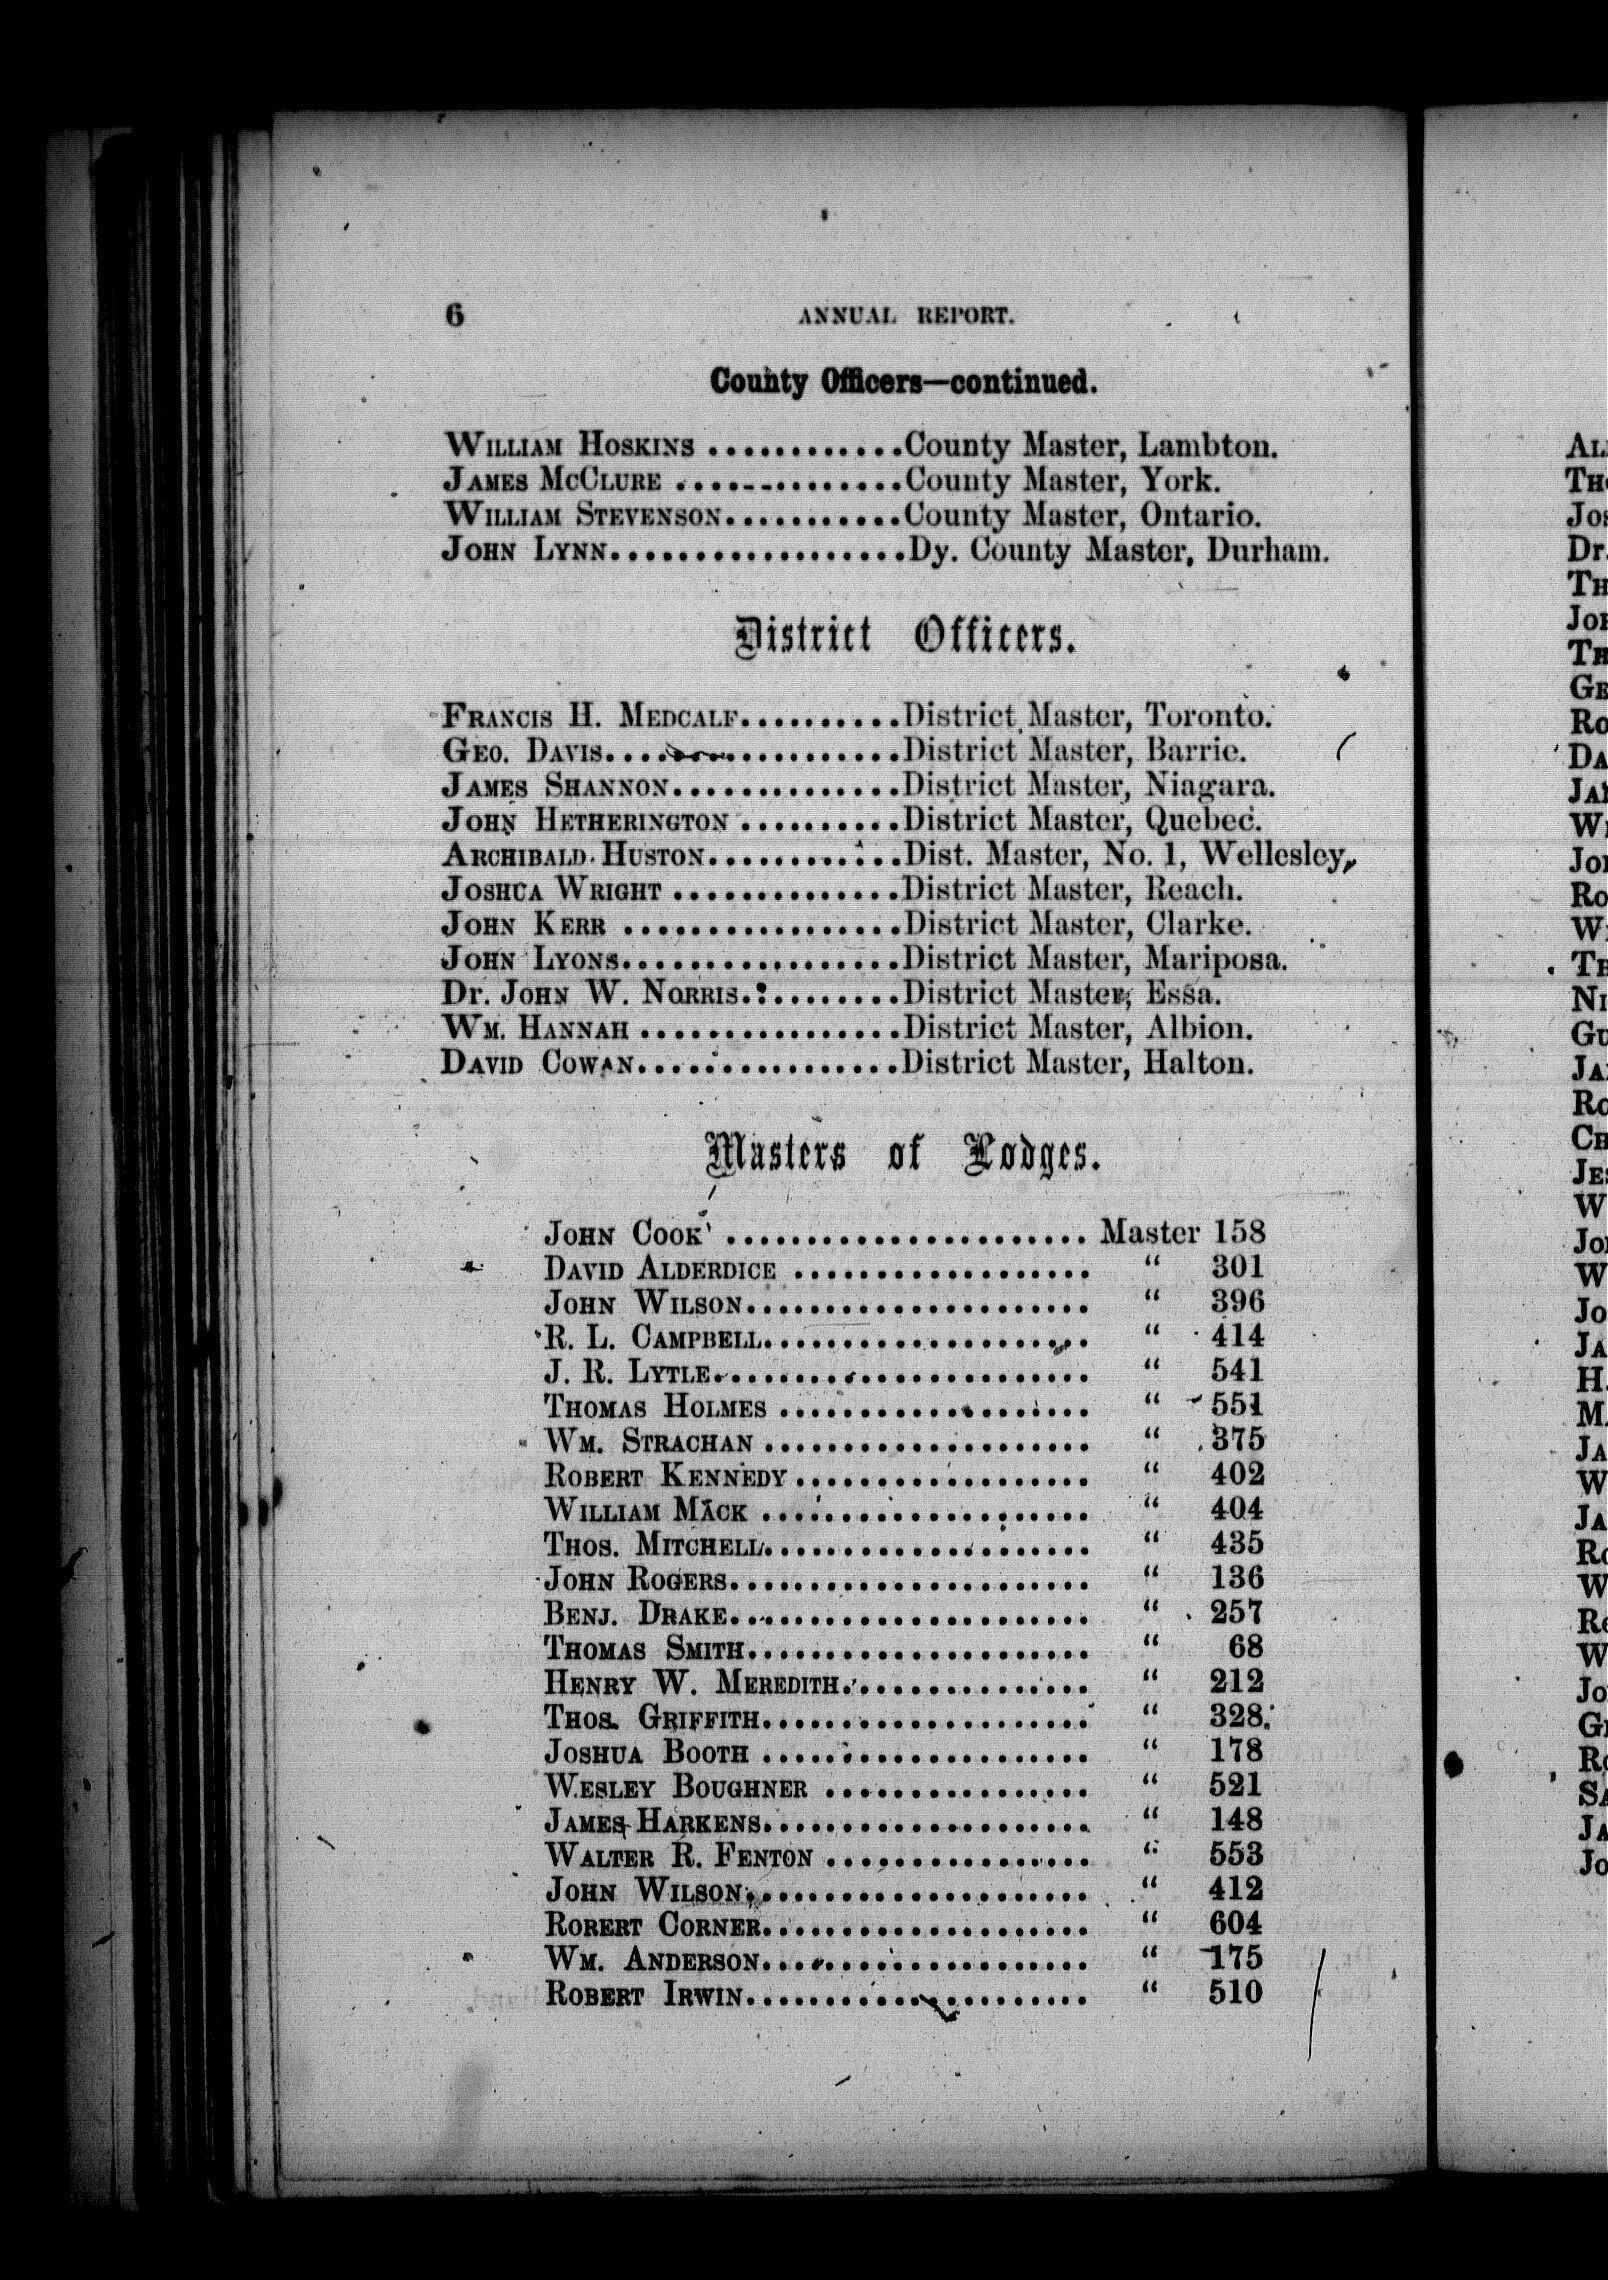 6 ANNUAL REPORT.
County Officers—continued.
WILLIAM HOSKINS ............County Master, Lambton.
JAMES MCCLURE ..............County Master, York.
WILLIAM STEVENSON...........County Master, Ontario.
JOHN LYNN..................Dy. County Master, Durham.
District Officers.
FRANCIS H. MEDCALF..........District Master, Toronto.
GEO. DAVIS..................District Master, Barrie.
JAMES SHANNON..............District Master, Niagara.
JOHN HETHERINGTON ..........District Master, Quebec.
ARCHIBALD HUSTON............Dist. Master, No. 1, Wellesley,
JOSHUA WRIGHT ..............District Master, Reach.
JOHN KERR .................District Master, Clarke.
JOHN LYONS.................District Master, Mariposa.
Dr. JOHN W. NORRIS..........District Master, Essa.
WM. HANNAH ................District Master, Albion.
DAVID COWAN................District Master, Halton.
Masters of Lodges.
JOHN COOK ...................... Master 158
DAVID ALDERDICE .................. “ 301
JOHN WILSON...................... “ 396
R. L. CAMPBELL.................... “ 414
J. R. LYTLE....................... “ 541
THOMAS HOLMES ................... “ 551
WM. STRACHAN .................... “ 375
ROBERT KENNEDY.................. “ 402
WILLIAM MACK .................... “ 404
THOS. MITCHELL.................... “ 435
JOHN ROGERS...................... “ 136
BENJ. DRAKE...................... “ 257
THOMAS SMITH..................... “ 68
HENRY W. MEREDITH............... “ 212
THOS. GRIFFITH.................... “ 328
JOSHUA BOOTH .................... “ 178
WESLEY BOUGHNER ................ “ 521
JAMES HARKENS.................... “ 148
WALTER R. FENTON ................ “ 553
JOHN WILSON..................... “ 412
ROBERT CORNER................... “ 604
WM. ANDERSON.................... “ 175
ROBERT IRWIN..................... “ 510